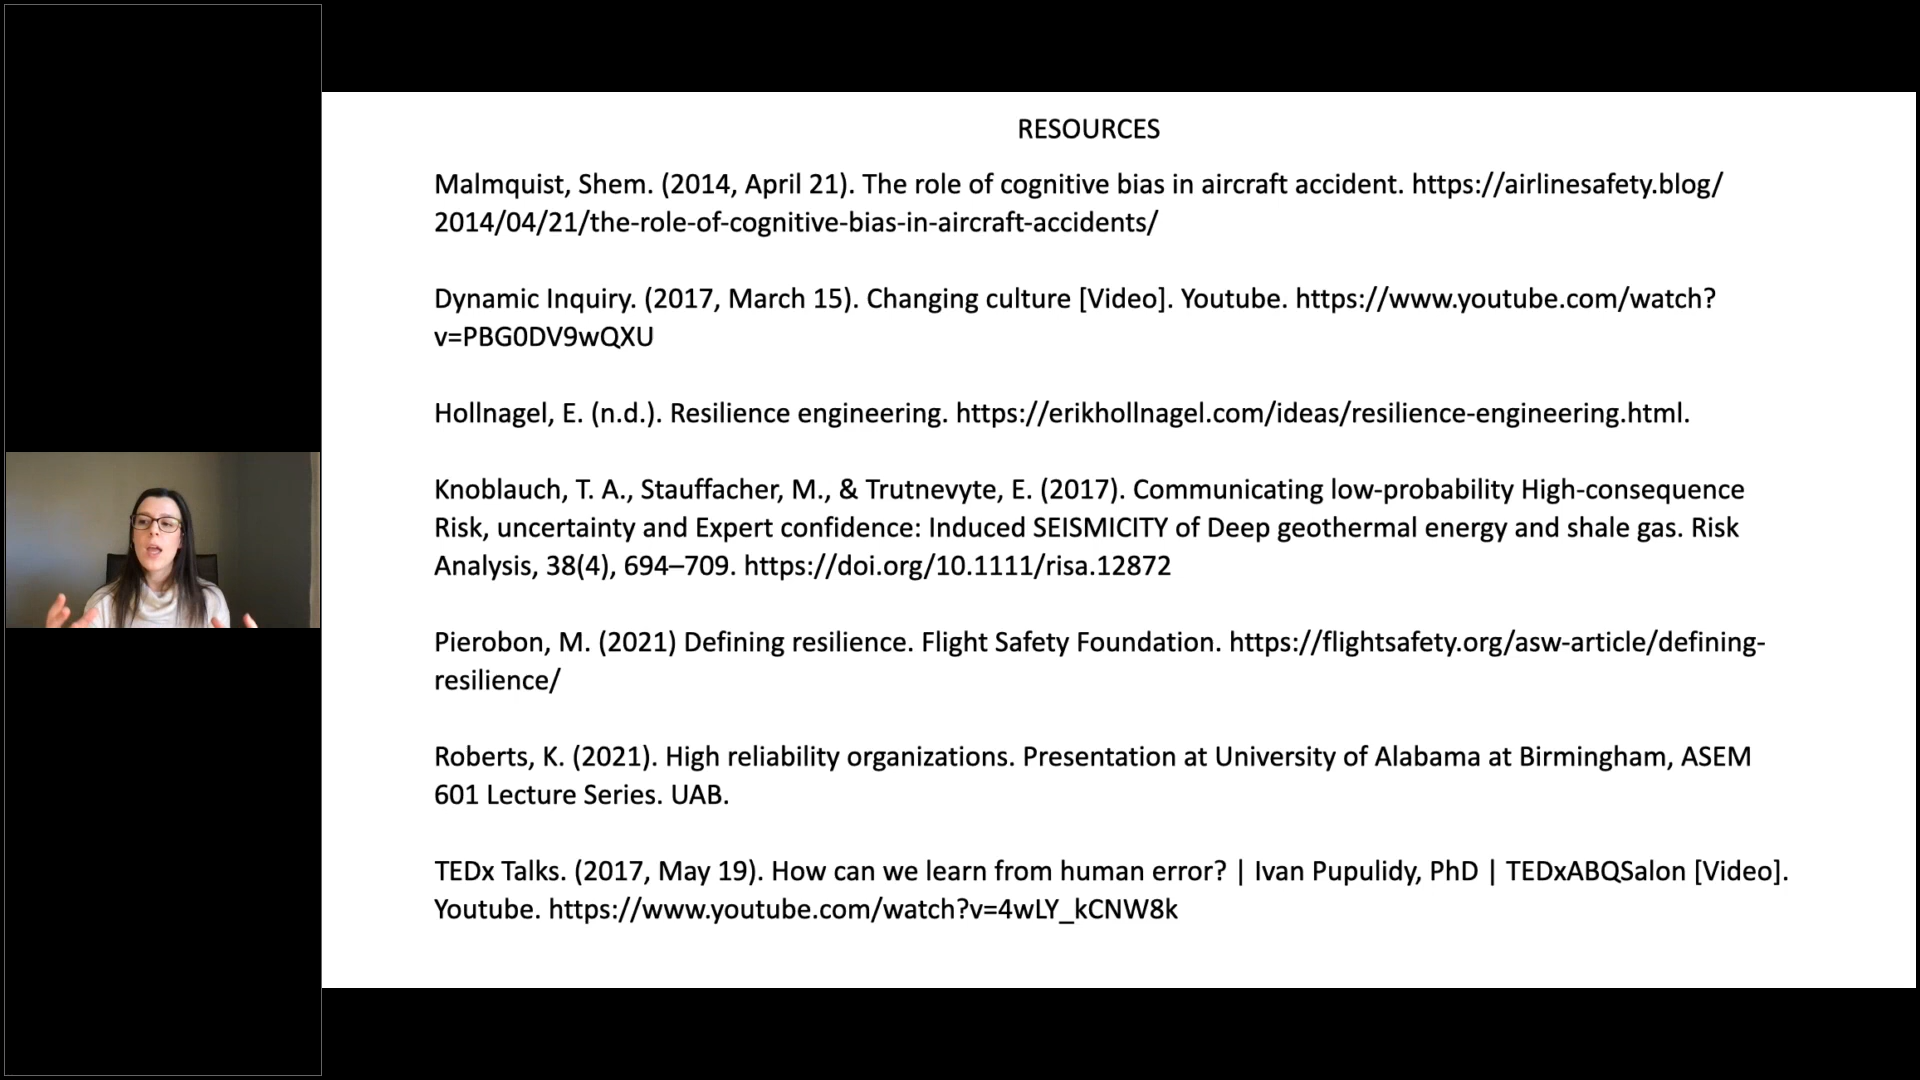 RESOURCES
Malmquist, Shem. (2014, April 21). The role of cognitive bias in aircraft accident. https://airlinesafety.blog/
2014/04/21/the-role-of-cognitive-bias-in-aircraft-accidents/
Dynamic Inquiry. (2017, March 15). Changing culture [Video]. Youtube. https://www.youtube.com/watch?
v=PBG0DV9wQXU
Hollnagel, E. (n.d.). Resilience engineering. https://erikhollnagel.com/ideas/resilience-engineering.html.
Knoblauch, T. A., Stauffacher, M., & Trutnevyte, E. (2017). Communicating low-probability High-consequence
Risk, uncertainty and Expert confidence: Induced SEISMICITY of Deep geothermal energy and shale gas. Risk
Analysis, 38(4), 694–709. https://doi.org/10.1111/risa.12872
Pierobon, M. (2021) Defining resilience. Flight Safety Foundation. https://flightsafety.org/asw-article/defining-
resilience/
Roberts, K. (2021). High reliability organizations. Presentation at University of Alabama at Birmingham, ASEM
601 Lecture Series. UAB.
TEDx Talks. (2017, May 19). How can we learn from human error? | Ivan Pupulidy, PhD | TEDxABQSalon [Video].
Youtube. https://www.youtube.com/watch?v=4wLY_kCNW8k